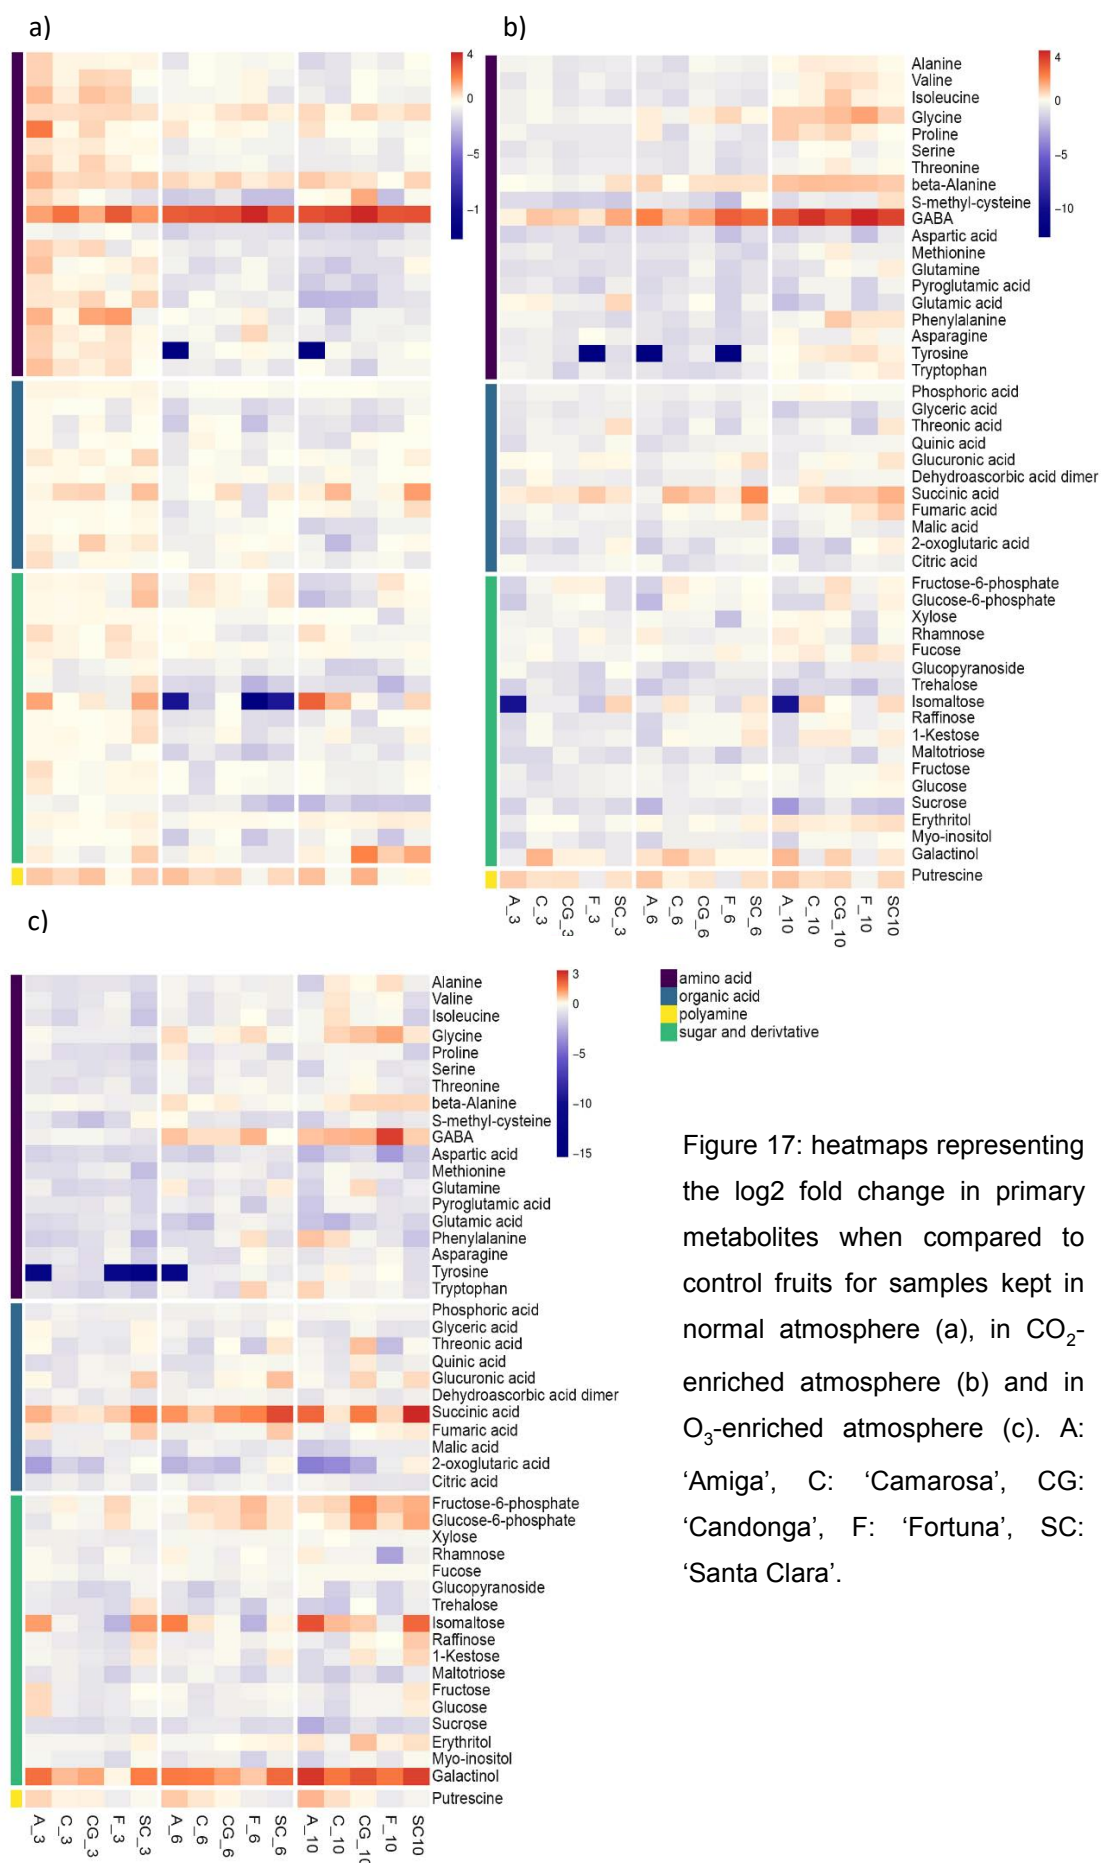 a)
4
0
−5
−1
b)
Alanine
Valine
Isoleucine
Glycine
Proline
Serine
Threonine
beta-Alanine
S-methyl-cysteine
GABA
Aspartic acid
Methionine
Glutamine
Pyroglutamic acid
Glutamic acid
Phenylalanine
Asparagine
Tyrosine
Tryptophan
Phosphoric acid
Glyceric acid
Threonic acid
Quinic acid
Glucuronic acid
Dehydroascorbic acid dimer
Succinic acid
Fumaric acid
Malic acid
2-oxoglutaric acid
Citric acid
Fructose-6-phosphate
Glucose-6-phosphate
Xylose
Rhamnose
Fucose
Glucopyranoside
Trehalose
Isomaltose
Raffinose
1-Kestose
Maltotriose
Fructose
Glucose
Sucrose
Erythritol
Myo-inositol
Galactinol
Putrescine
4
0
−5
−10
A_3
C_3
CG_3
F_3
SC_3
A_6
C_6
CG_6
F_6
SC_6
A_10
C_10
CG_10
F_10
SC10
c)
Alanine
Valine
Isoleucine
Glycine
Proline
Serine
Threonine
beta-Alanine
S-methyl-cysteine
GABA
Aspartic acid
Methionine
Glutamine
Pyroglutamic acid
Glutamic acid
Phenylalanine
Asparagine
Tyrosine
Tryptophan
Phosphoric acid
Glyceric acid
Threonic acid
Quinic acid
Glucuronic acid
Dehydroascorbic acid dimer
Succinic acid
Fumaric acid
Malic acid
2-oxoglutaric acid
Citric acid
Fructose-6-phosphate
Glucose-6-phosphate
Xylose
Rhamnose
Fucose
Glucopyranoside
Trehalose
Isomaltose
Raffinose
1-Kestose
Maltotriose
Fructose
Glucose
Sucrose
Erythritol
Myo-inositol
Galactinol
Putrescine
3
0
−5
−10
−15
A_3
C_3
CG_3
F_3
SC_3
A_6
C_6
CG_6
F_6
SC_6
A_10
C_10
CG_10
F_10
SC10
amino acid
organic acid
polyamine
sugar and derivtative
Figure 17: heatmaps representing
the log2 fold change in primary
metabolites when compared to
control fruits for samples kept in
normal atmosphere (a), in CO₂-
enriched atmosphere (b) and in
O₃-enriched atmosphere (c). A:
‘Amiga’, C: ‘Camarosa’, CG:
‘Candonga’, F: ‘Fortuna’, SC:
‘Santa Clara’.